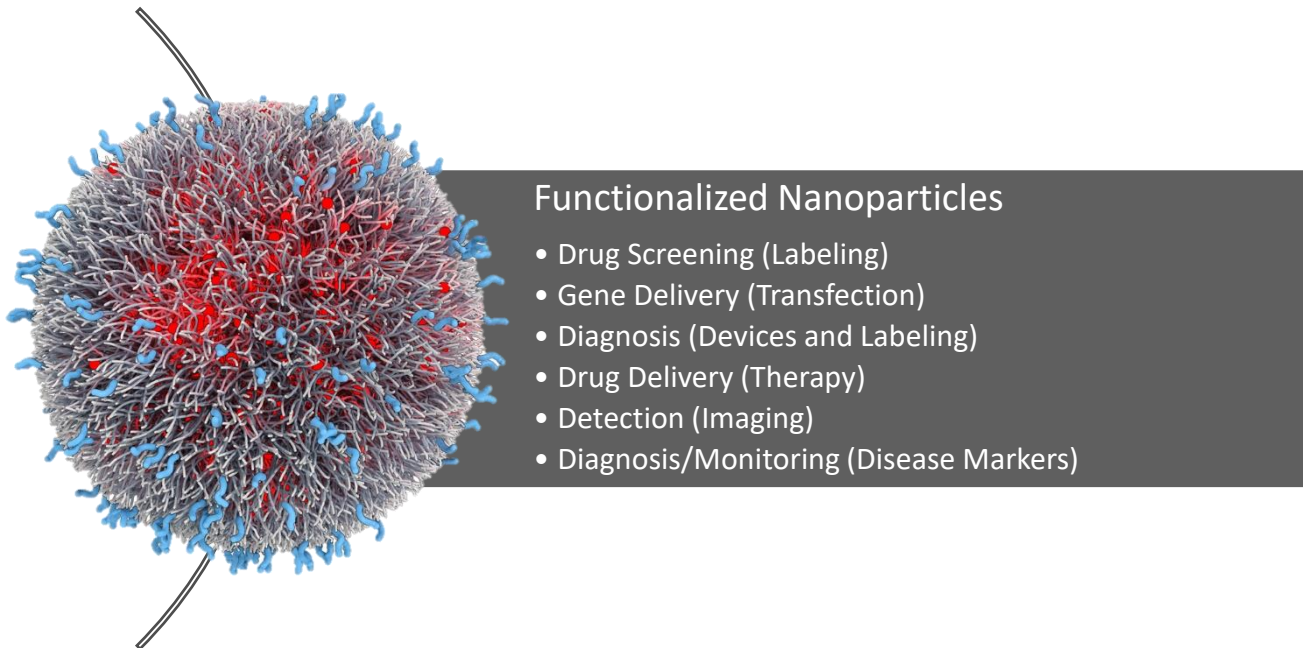 Functionalized Nanoparticles
• Drug Screening (Labeling)
• Gene Delivery (Transfection)
• Diagnosis (Devices and Labeling)
• Drug Delivery (Therapy)
• Detection (Imaging)
• Diagnosis/Monitoring (Disease Markers)